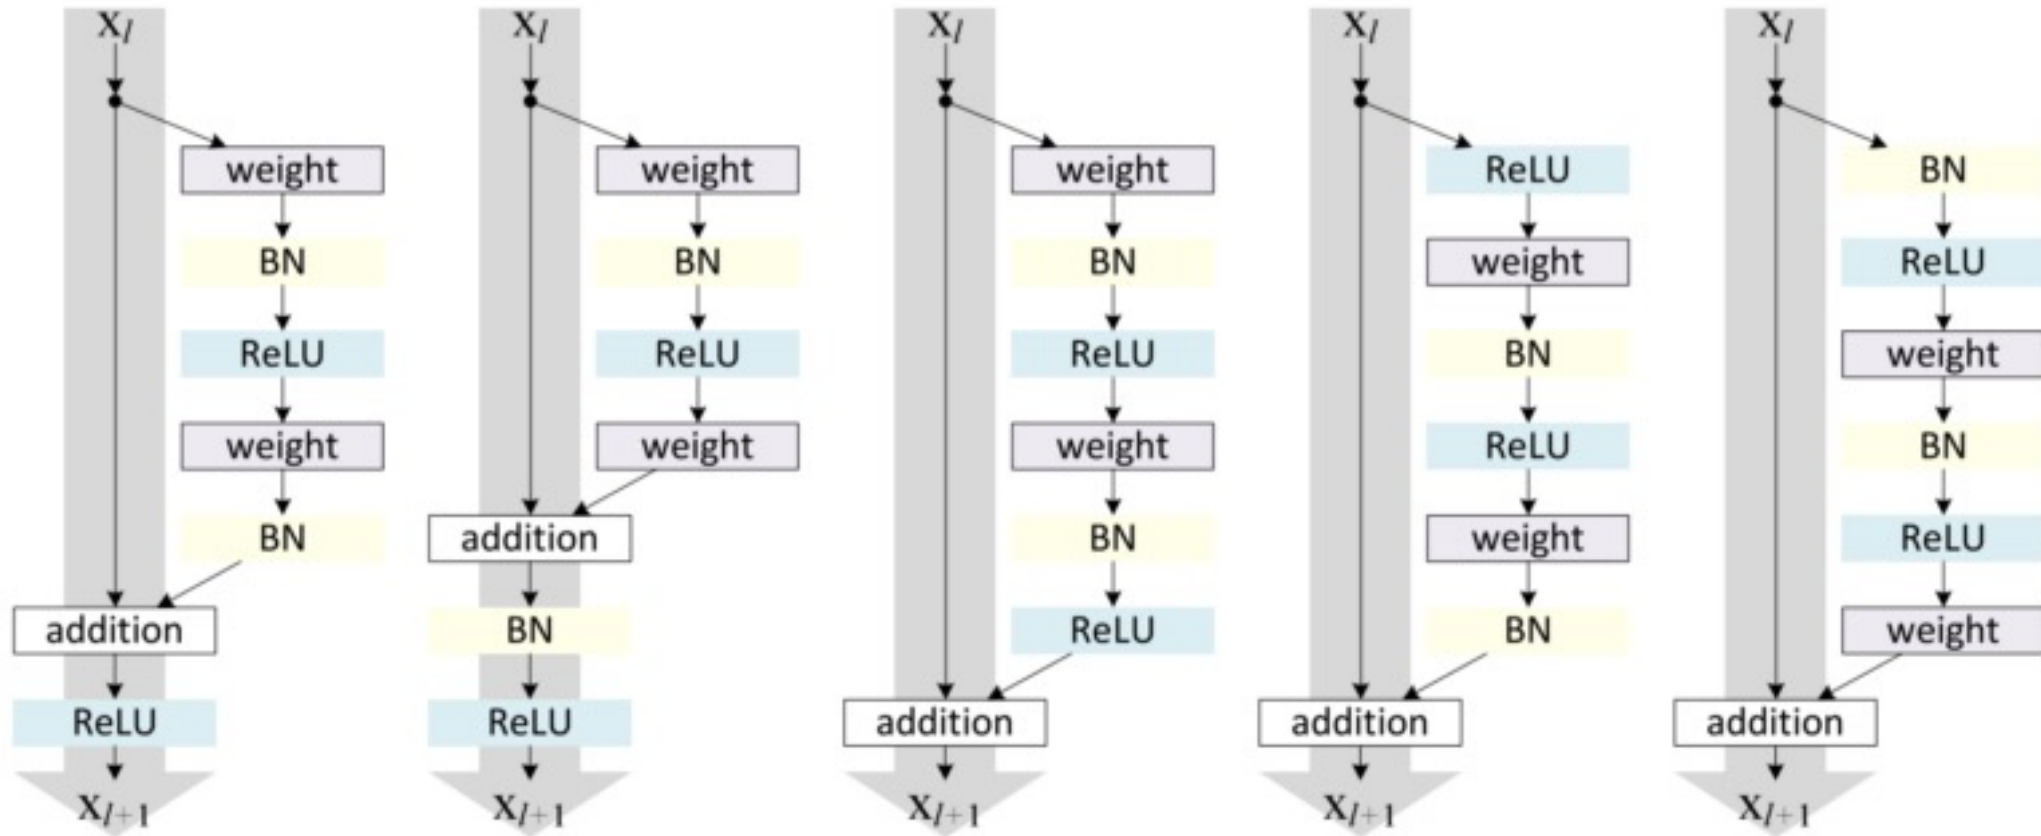 x_l
weight
BN
ReLU
weight
BN
addition
ReLU
x_{l+1}
x_l
weight
BN
ReLU
weight
addition
BN
ReLU
x_{l+1}
x_l
weight
BN
ReLU
weight
BN
ReLU
addition
x_{l+1}
x_l
ReLU
weight
BN
ReLU
weight
BN
addition
x_{l+1}
x_l
BN
ReLU
weight
BN
ReLU
weight
addition
x_{l+1}